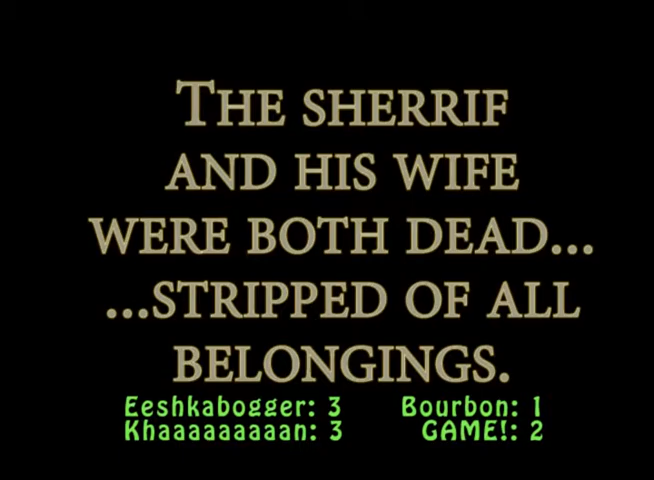 THE SHERRIF
AND HIS WIFE
WERE BOTH DEAD...
...STRIPPED OF ALL
BELONGINGS.
Eeshkabogger: 3 Bourbon: 1
Khaaaaaaaaan: 3 GAME!: 2